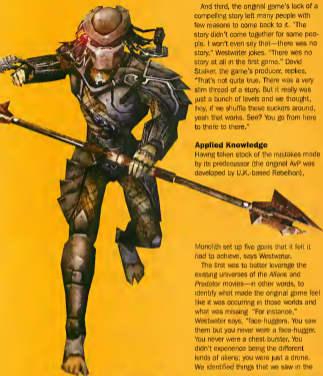 And third, the original game's lack of a
compelling story left many people with
few reasons to come back to it. "The
story didn't come together for some peo-
ple. I won't even say that—there was no
story," Westwater jokes. "There was no
story at all in the first game." David
Stalker, the game's producer, replies,
"That's not quite true. There was a very
slim thread of a story. But it really was
just a bunch of levels and we thought,
hey, if we shuffle these suckers around,
yeah that works. See? You go from here
to there to there."
Applied Knowledge
Having taken stock of the mistakes made
by its predecessor (the original AvP was
developed by U.K.-based Rebellion),
Monolith set up five goals that it felt it
had to achieve, says Westwater.
The first was to better leverage the
existing universes of the Aliens and
Predator movies—in other words, to
identify what made the original game feel
like it was occurring in those worlds and
what was missing. "For instance,"
Westwater says, "face-huggers. You saw
them but you never were a face-hugger.
You never were a chest-burster. You
didn't experience being the different
kinds of aliens; you were just a drone.
We identified things that we saw in the